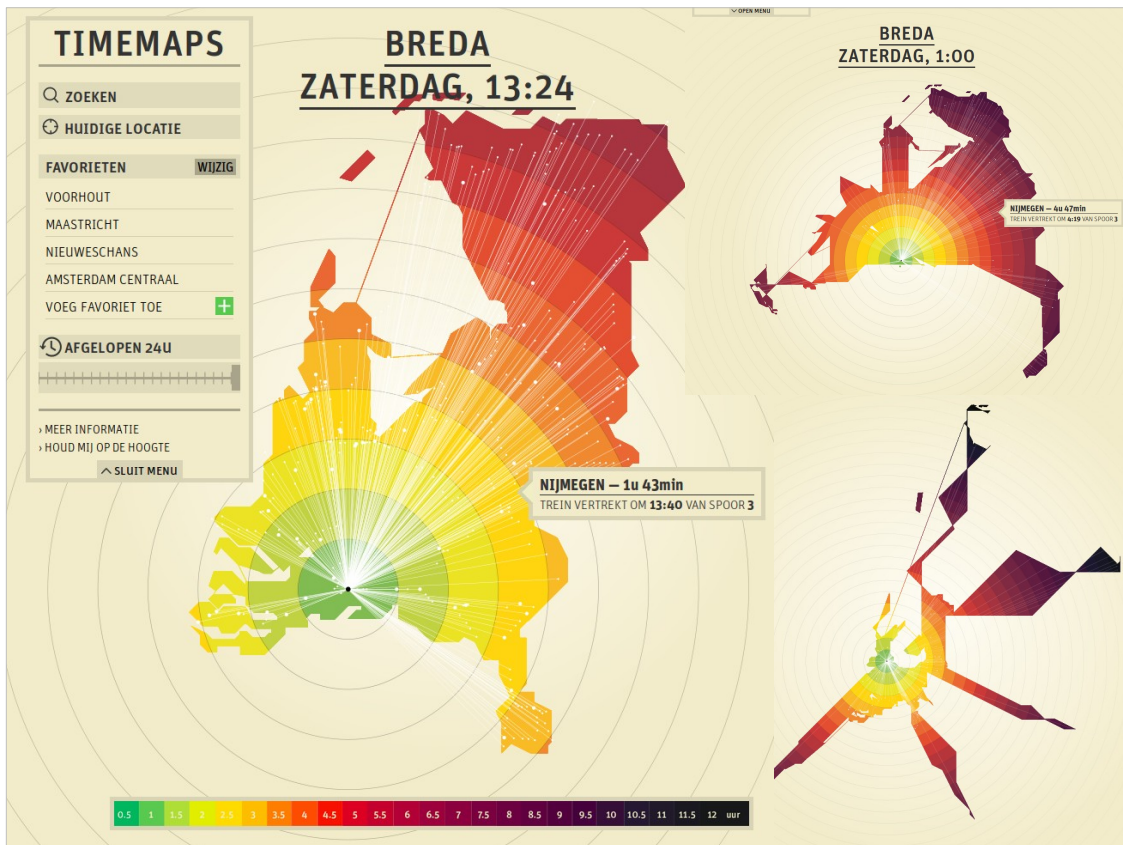 TIMEMAPS
ZOEKEN
HUIDIGE LOCATIE
FAVORIETEN WIJZIG
VOORHOUT
MAASTRICHT
NIEUWESCHANS
AMSTERDAM CENTRAAL
VOEG FAVORIET TOE
AFGELOPEN 24U
› MEER INFORMATIE
› HOUD MIJ OP DE HOOGTE
SLUIT MENU
BREDA
ZATERDAG, 13:24
NIJMEGEN — 1u 43min
TREIN VERTREKT OM 13:40 VAN SPOOR 3
OPEN MENU
BREDA
ZATERDAG, 1:00
NIJMEGEN — 4u 47min
TREIN VERTREKT OM 4:19 VAN SPOOR 3
0.5 1 1.5 2 2.5 3 3.5 4 4.5 5 5.5 6 6.5 7 7.5 8 8.5 9 9.5 10 10.5 11 11.5 12 uur